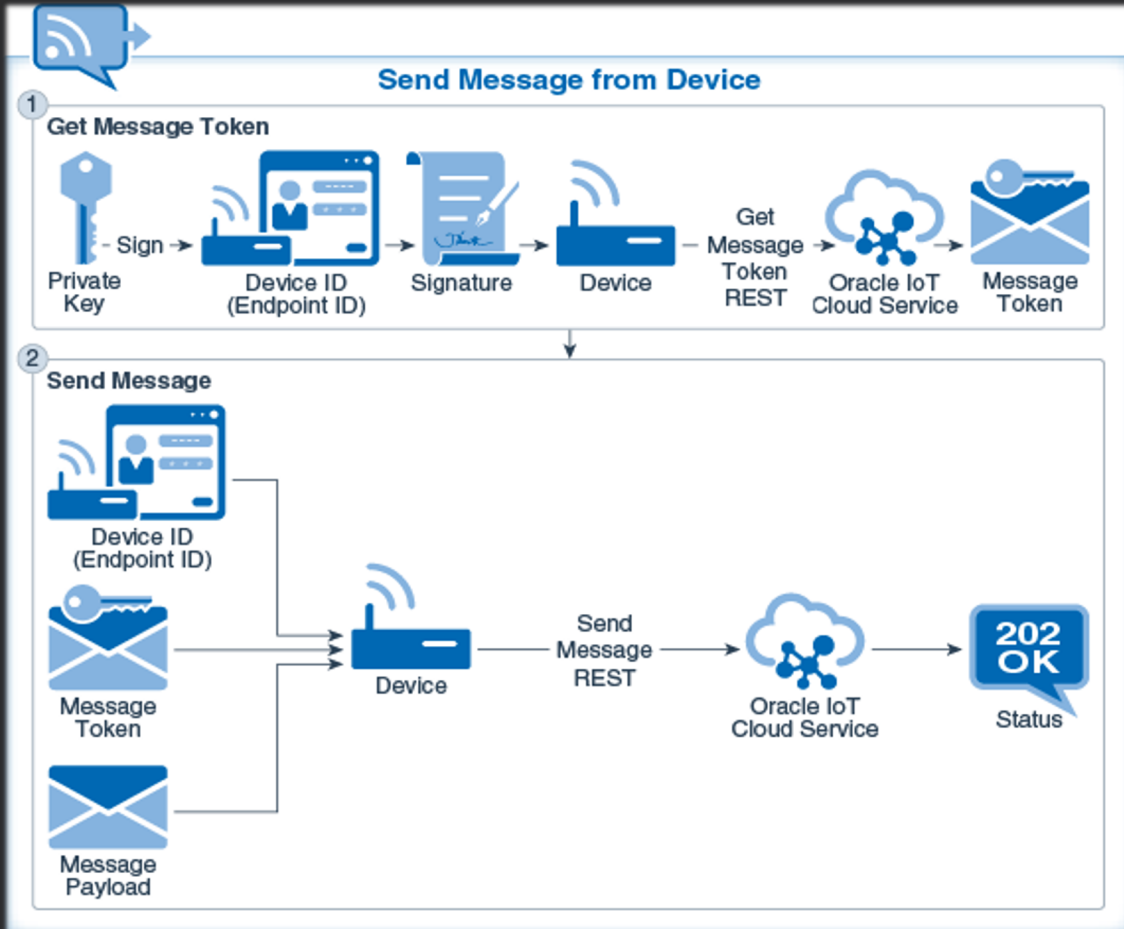 Send Message from Device
1
Get Message Token
Private
Key
Sign
Device ID
(Endpoint ID)
Signature
Device
Get
Message
Token
REST
Oracle IoT
Cloud Service
Message
Token
2
Send Message
Device ID
(Endpoint ID)
Message
Token
Message
Payload
Device
Send
Message
REST
Oracle IoT
Cloud Service
202
OK
Status